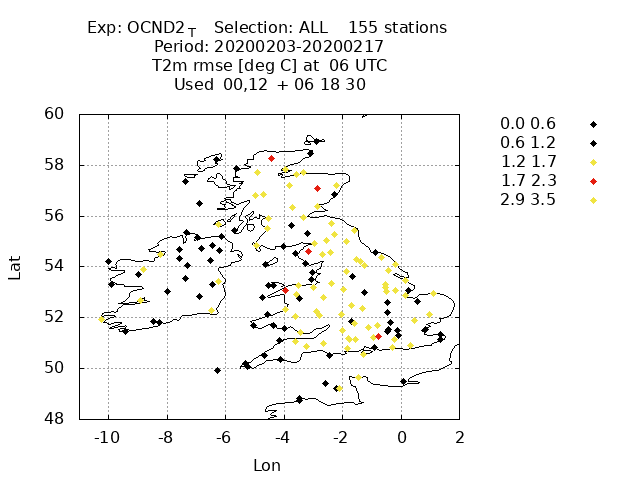 Exp: OCND2 T Selection: ALL 155 stations
Period: 20200203-20200217
T2m rmse [deg C] at 06 UTC
Used 00,12 + 06 18 30
60
58
56
54
52
50
48
Lat
-10 -8 -6 -4 -2 0 2
Lon
0.0 0.6
0.6 1.2
1.2 1.7
1.7 2.3
2.9 3.5